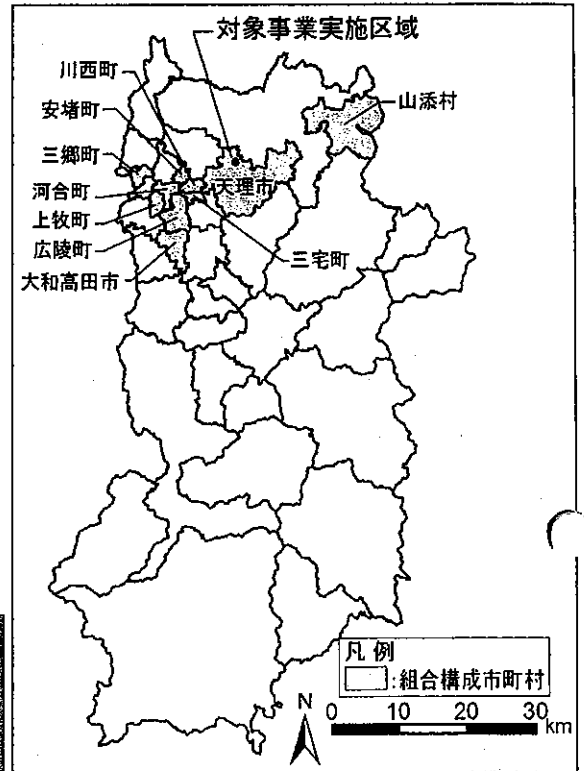 対象事業実施区域
川西町
安堵町
山添村
三郷町
天理市
河合町
上牧町
広陵町
三宅町
大和高田市
凡例
:組合構成市町村
N
0 10 20 30
km